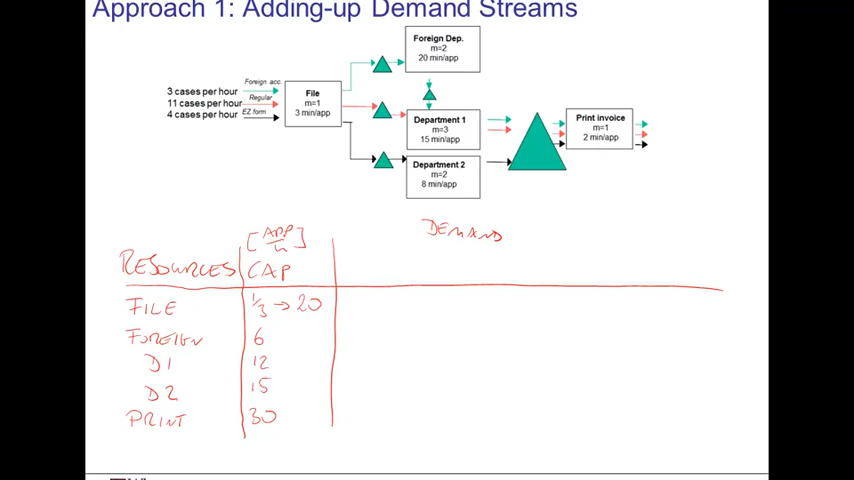 Approach 1: Adding-up Demand Streams
Foreign Dep.
m=2
20 min/app
Foreign acc.
3 cases per hour
Regular
11 cases per hour
EZ form
4 cases per hour
File
m=1
3 min/app
Department 1
m=3
15 min/app
Department 2
m=2
8 min/app
Print invoice
m=1
2 min/app
DEMAND
[APP/h]
RESOURCES CAP
FILE 1/3 → 20
FOREIGN 6
D1 12
D2 15
PRINT 30